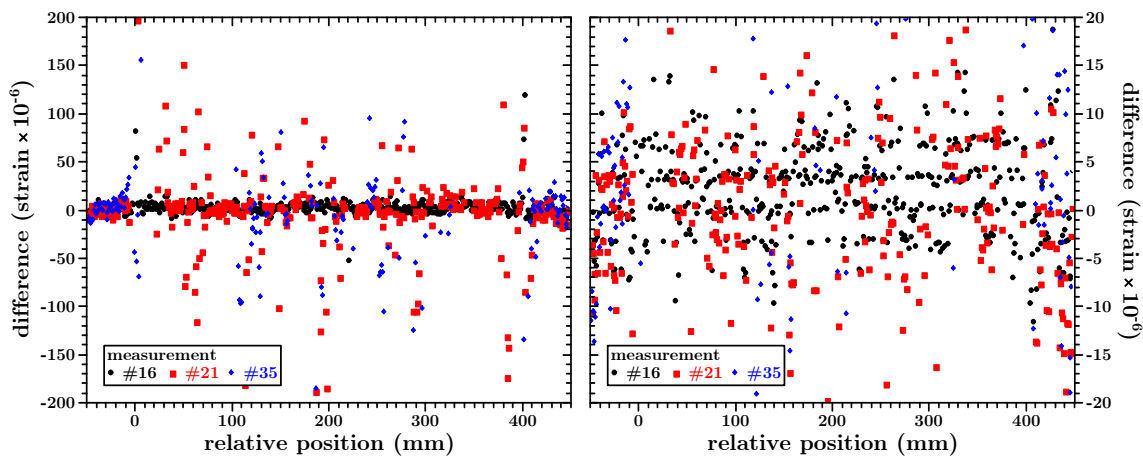 200
150
100
50
0
-50
-100
-150
-200
difference (strain × 10-6)
0 100 200 300 400
relative position (mm)
measurement
#16 #21 #35
20
15
10
5
0
-5
-10
-15
-20
difference (strain × 10-6)
0 100 200 300 400
relative position (mm)
measurement
#16 #21 #35